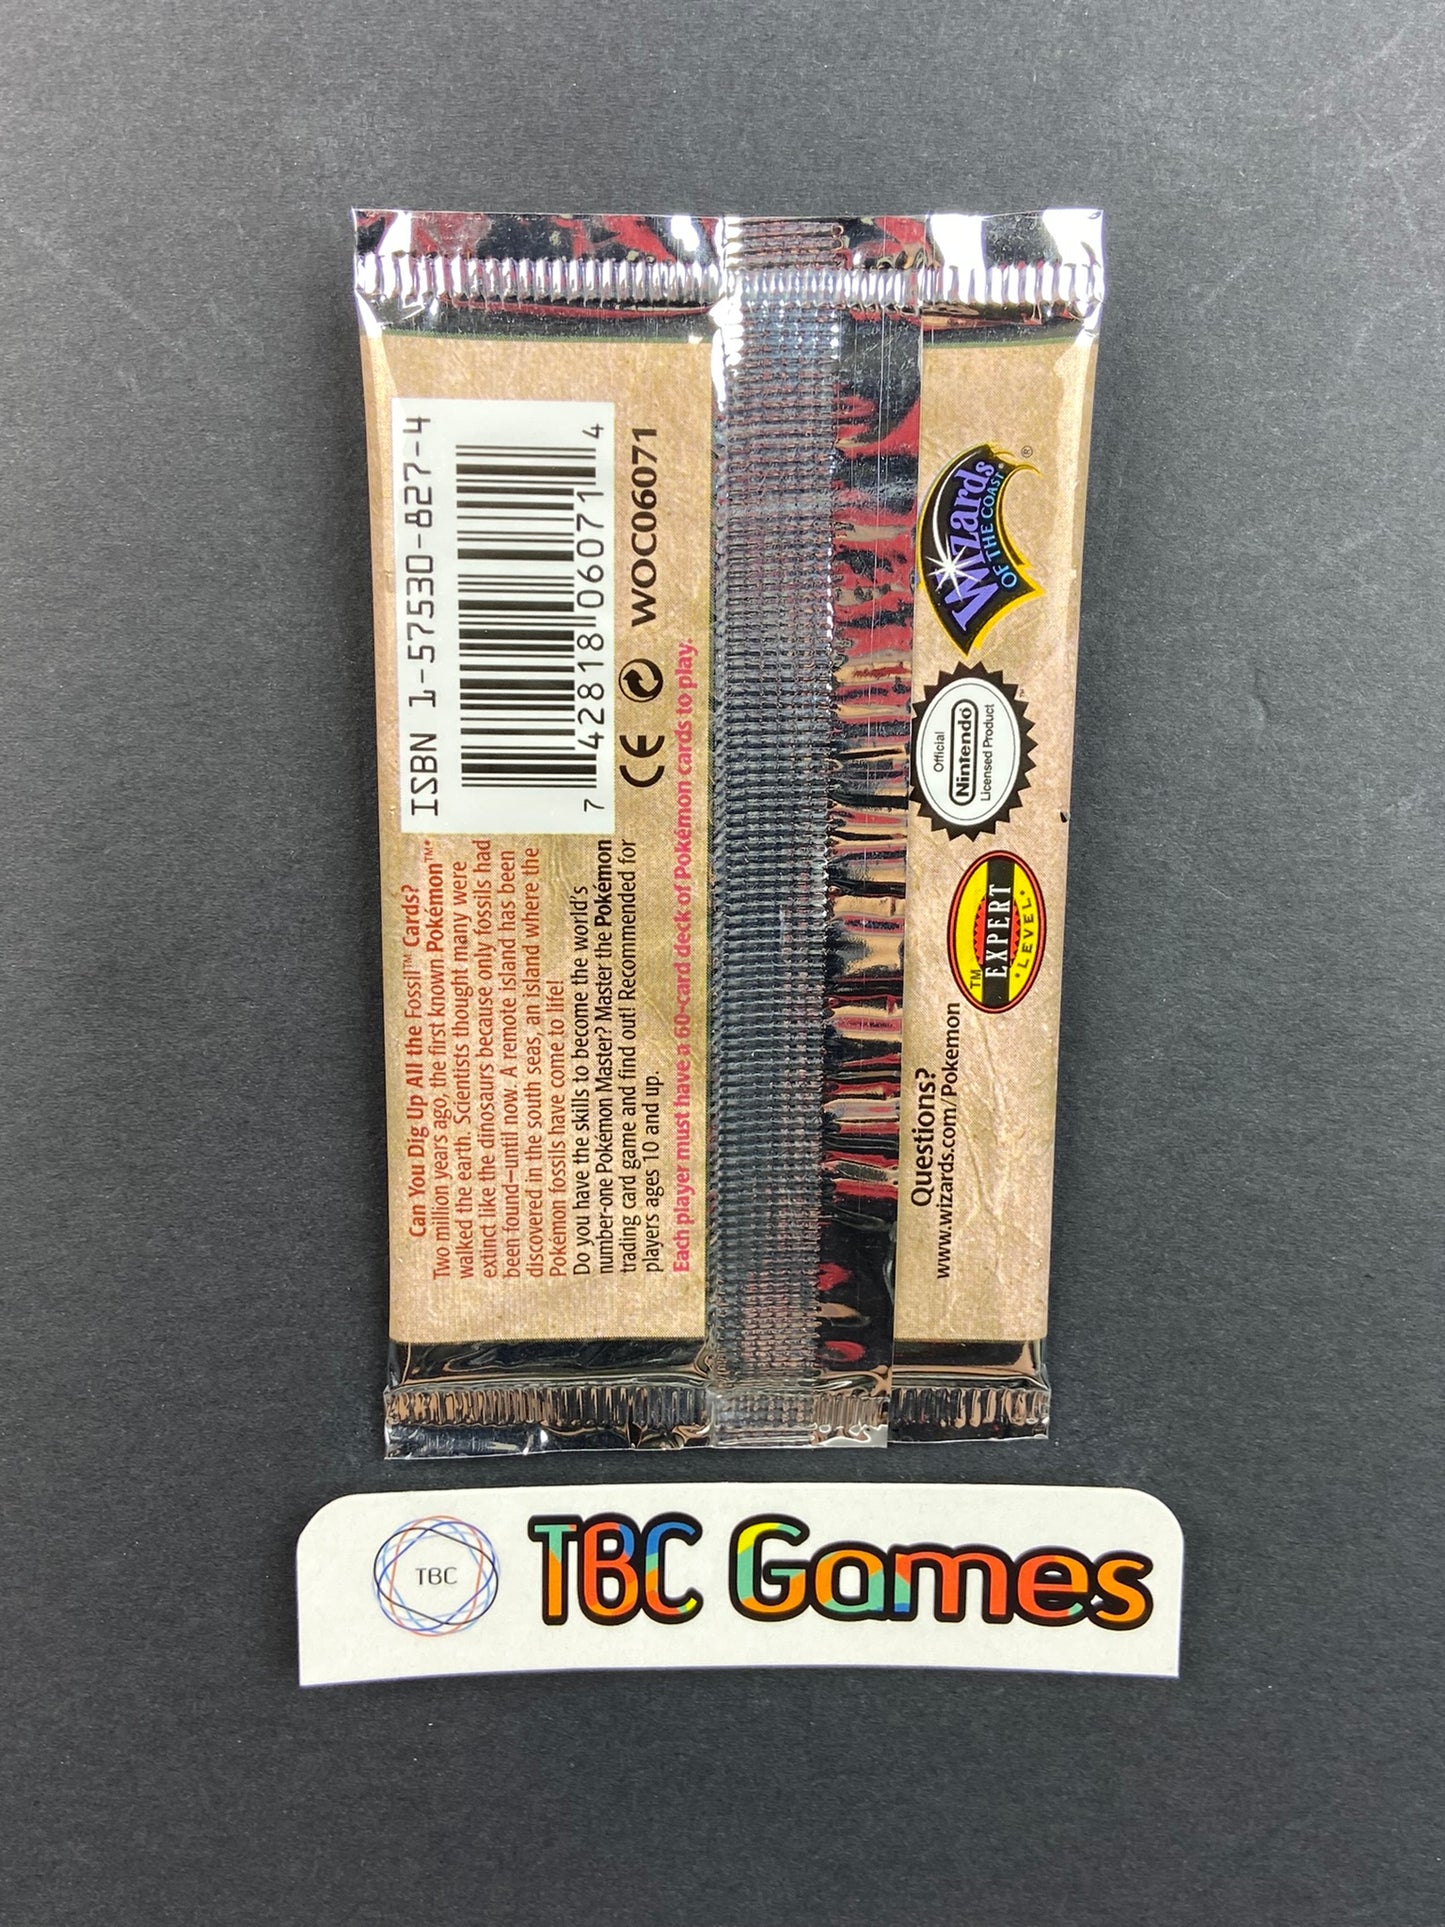 ISBN 1-57530-827-4
7 42818 06071 4
CE WOC06071
Can You Dig Up All the Fossil™ Cards?
Two million years ago, the first known Pokémon™*
walked the earth. Scientists thought many were
extinct like the dinosaurs because only fossils had
been found—until now. A remote island has been
discovered in the south seas, an island where the
Pokémon fossils have come to life!
Do you have the skills to become the world's
number-one Pokémon Master? Master the Pokémon
trading card game and find out! Recommended for
players ages 10 and up.
Each player must have a 60-card deck of Pokémon cards to play.
Wizards
OF THE COAST®
®
Official
Nintendo
Licensed Product
™
TM
EXPERT
• LEVEL •
Questions?
www.wizards.com/Pokemon
TBC
TBC Games